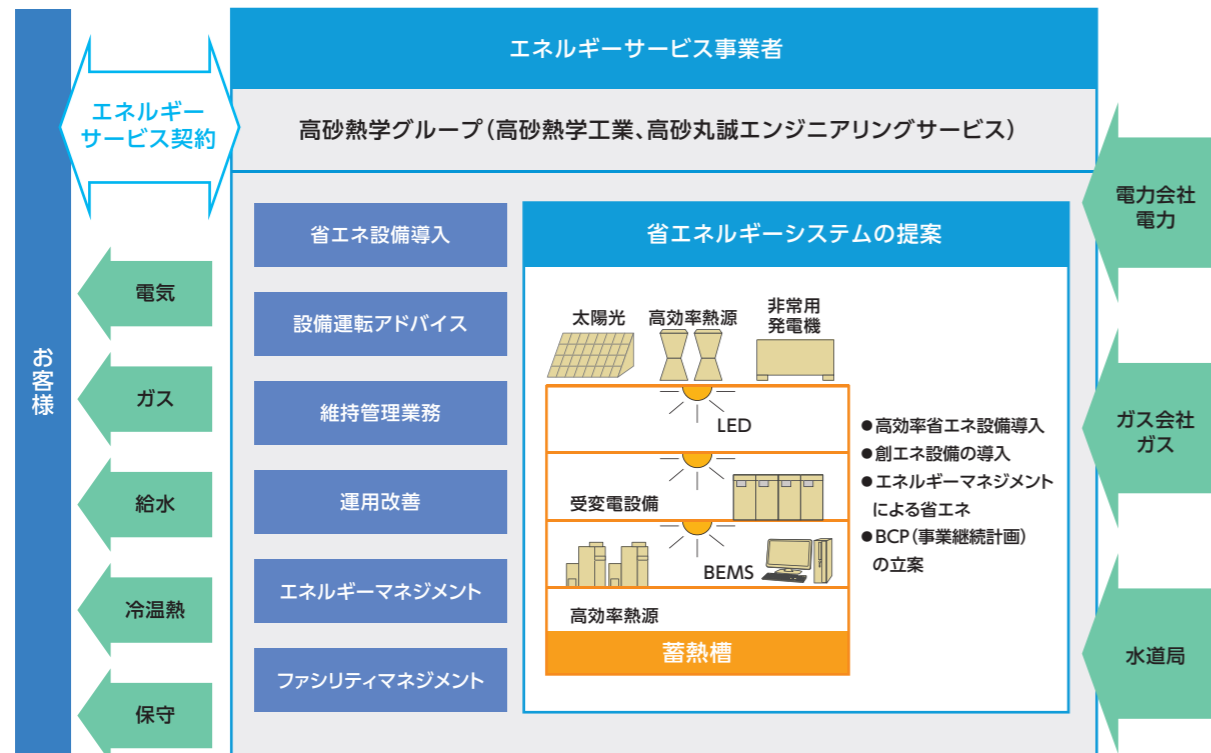 エネルギーサービス事業者
エネルギー
サービス契約
高砂熱学グループ（高砂熱学工業、高砂丸誠エンジニアリングサービス）
お客様
電気
ガス
給水
冷温熱
保守
省エネ設備導入
設備運転アドバイス
維持管理業務
運用改善
エネルギーマネジメント
ファシリティマネジメント
省エネルギーシステムの提案
太陽光
高効率熱源
非常用
発電機
LED
受変電設備
BEMS
高効率熱源
蓄熱槽
●高効率省エネ設備導入
●創エネ設備の導入
●エネルギーマネジメント
による省エネ
●BCP（事業継続計画）
の立案
電力会社
電力
ガス会社
ガス
水道局